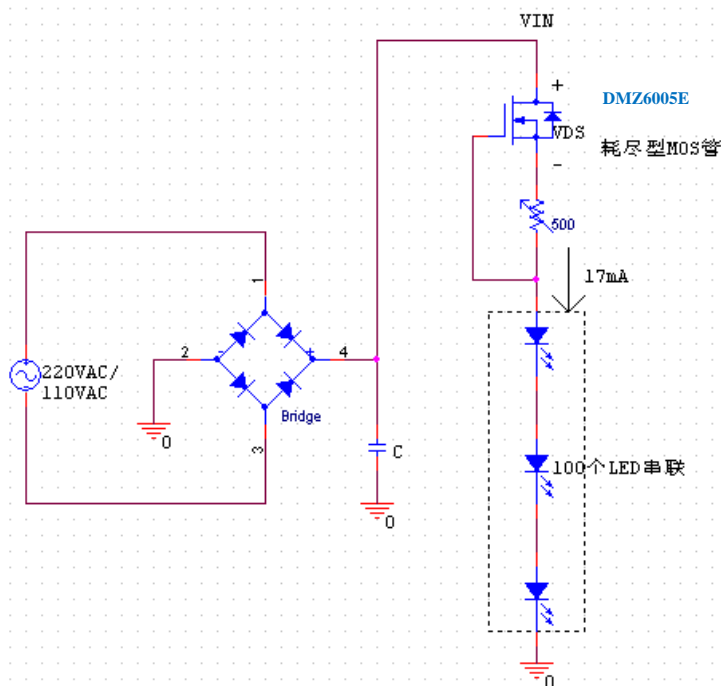 VIN
+
DMZ6005E
VDS
耗尽型MOS管
-
500
17mA
1
2
-
+
4
220VAC/
110VAC
Bridge
0
3
C
100个LED串联
0
0